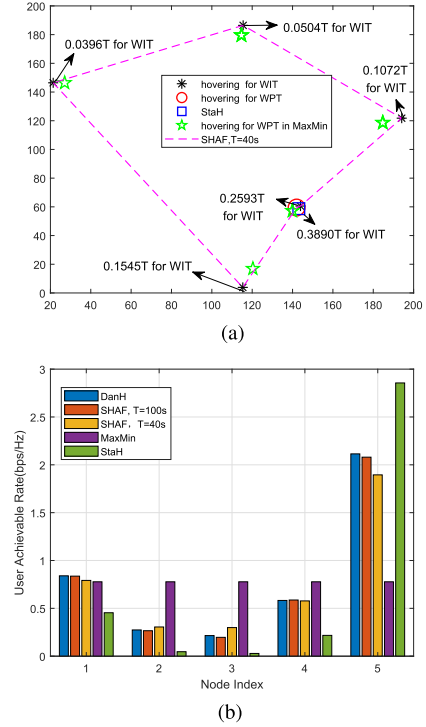 180
160
140
120
100
80
60
40
20
0
20 40 60 80 100 120 140 160 180 200
0.0396T for WIT
0.0504T for WIT
0.1072T
for WIT
hovering for WIT
hovering for WPT
StaH
hovering for WPT in MaxMin
SHAF,T=40s
0.2593T
for WIT
0.3890T for WIT
0.1545T for WIT
200
(a)
3
2.5
2
1.5
1
0.5
0
User Achievable Rate(bps/Hz)
DanH
SHAF, T=100s
SHAF, T=40s
MaxMin
StaH
1 2 3 4 5
Node Index
(b)